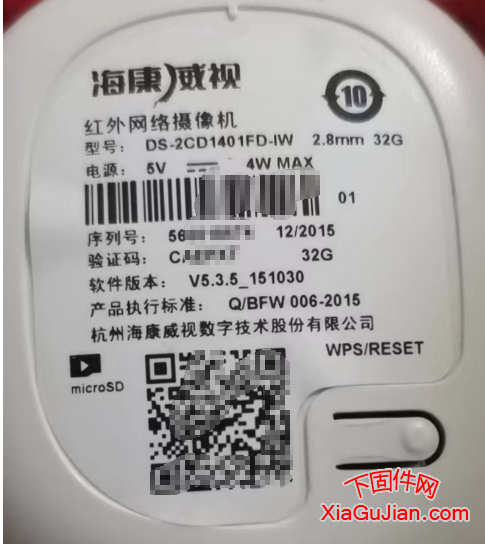 海康威视
10
红外网络摄像机
型号： DS-2CD1401FD-IW 2.8mm 32G
电源： 5V 4W MAX
01
序列号： 12/2015
验证码： 32G
软件版本： V5.3.5_151030
产品执行标准： Q/BFW 006-2015
杭州海康威视数字技术股份有限公司
WPS/RESET
microSD
下固件网
XiaGuJian.com